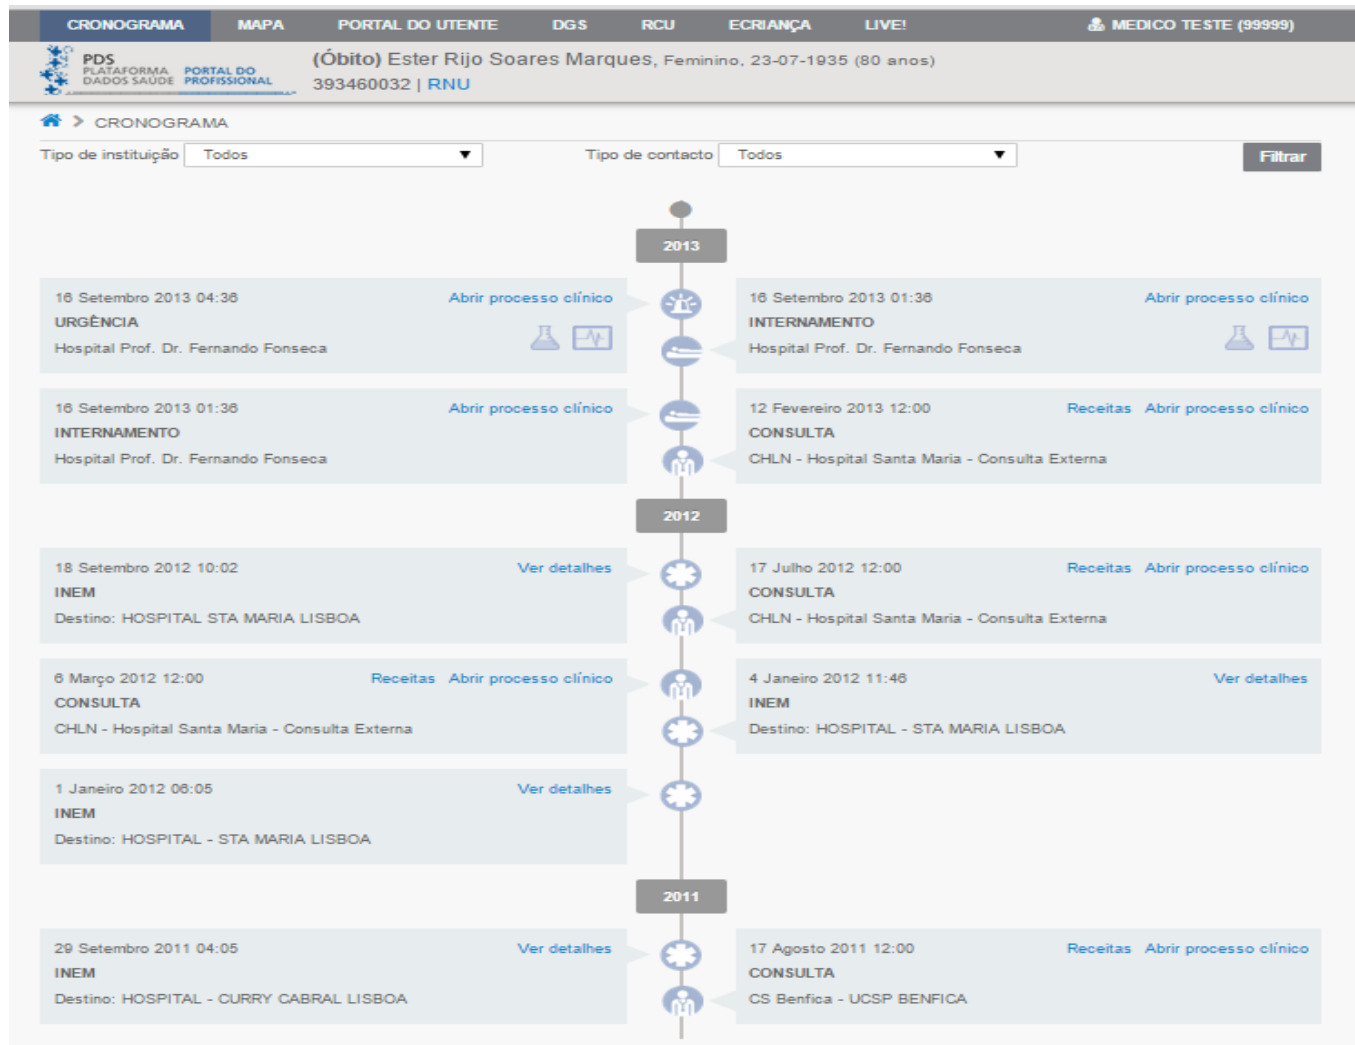 CRONOGRAMA MAPA PORTAL DO UTENTE DGS RCU ECRIANÇA LIVE! MEDICO TESTE (99999)
PDS
PLATAFORMA DADOS SAÚDE
PORTAL DO PROFISSIONAL
(Óbito) Ester Rijo Soares Marques, Feminino, 23-07-1935 (80 anos)
393460032 | RNU
> CRONOGRAMA
Tipo de instituição Todos Tipo de contacto Todos Filtrar
2013
16 Setembro 2013 04:36 Abrir processo clínico
URGÊNCIA
Hospital Prof. Dr. Fernando Fonseca
16 Setembro 2013 01:36 Abrir processo clínico
INTERNAMENTO
Hospital Prof. Dr. Fernando Fonseca
16 Setembro 2013 01:36 Abrir processo clínico
INTERNAMENTO
Hospital Prof. Dr. Fernando Fonseca
12 Fevereiro 2013 12:00 Receitas Abrir processo clínico
CONSULTA
CHLN - Hospital Santa Maria - Consulta Externa
2012
18 Setembro 2012 10:02 Ver detalhes
INEM
Destino: HOSPITAL STA MARIA LISBOA
17 Julho 2012 12:00 Receitas Abrir processo clínico
CONSULTA
CHLN - Hospital Santa Maria - Consulta Externa
6 Março 2012 12:00 Receitas Abrir processo clínico
CONSULTA
CHLN - Hospital Santa Maria - Consulta Externa
4 Janeiro 2012 11:46 Ver detalhes
INEM
Destino: HOSPITAL - STA MARIA LISBOA
1 Janeiro 2012 06:05 Ver detalhes
INEM
Destino: HOSPITAL - STA MARIA LISBOA
2011
29 Setembro 2011 04:05 Ver detalhes
INEM
Destino: HOSPITAL - CURRY CABRAL LISBOA
17 Agosto 2011 12:00 Receitas Abrir processo clínico
CONSULTA
CS Benfica - UCSP BENFICA